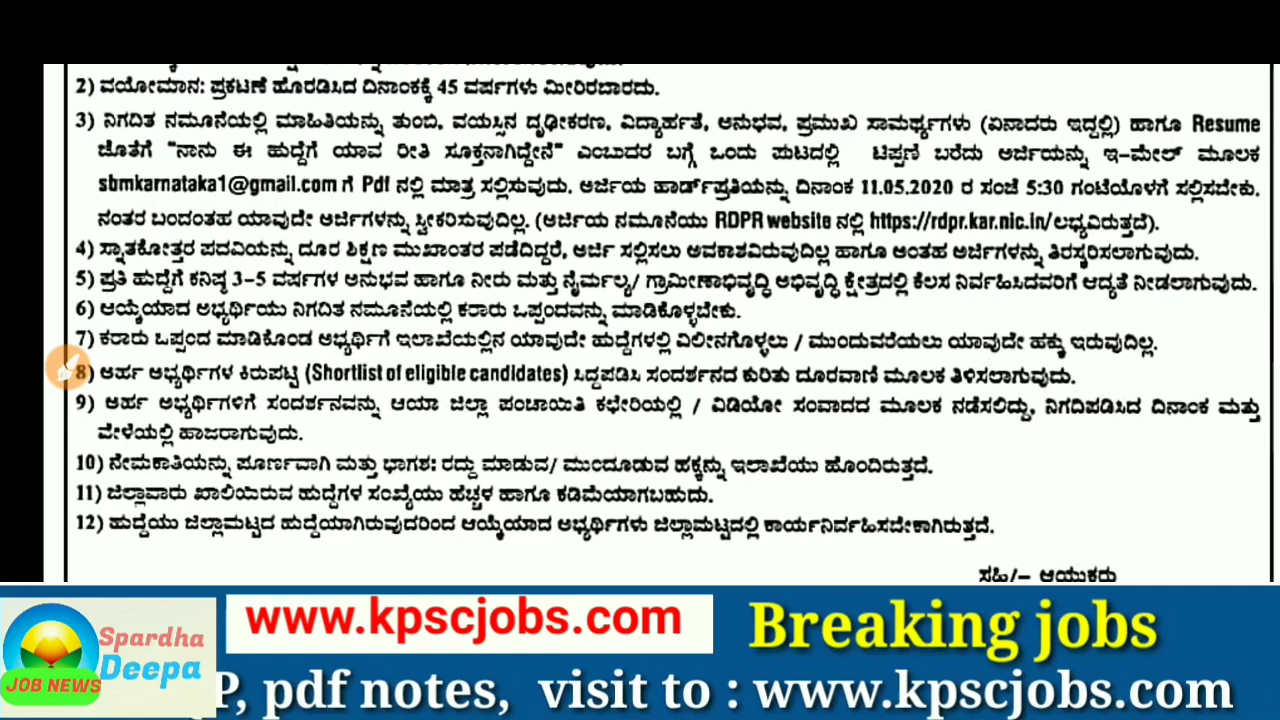 2) ವಯೋಮಾನ: ಪ್ರಕಟಣೆ ಹೊರಡಿಸಿದ ದಿನಾಂಕಕ್ಕೆ 45 ವರ್ಷಗಳು ಮೀರಿರಬಾರದು.
3) ನಿಗದಿತ ನಮೂನೆಯಲ್ಲಿ ಮಾಹಿತಿಯನ್ನು ತುಂಬಿ, ವಯಸ್ಸಿನ ದೃಢೀಕರಣ, ವಿದ್ಯಾರ್ಹತೆ, ಅನುಭವ, ಪ್ರಮುಖ ಸಾಮರ್ಥ್ಯಗಳು (ಏನಾದರು ಇದ್ದಲ್ಲಿ) ಹಾಗೂ Resume
ಜೊತೆಗೆ "ನಾನು ಈ ಹುದ್ದೆಗೆ ಯಾವ ರೀತಿ ಸೂಕ್ತನಾಗಿದ್ದೇನೆ" ಎಂಬುದರ ಬಗ್ಗೆ ಒಂದು ಪುಟದಲ್ಲಿ ಟಿಪ್ಪಣಿ ಬರೆದು ಅರ್ಜಿಯನ್ನು ಇ-ಮೇಲ್ ಮೂಲಕ
sbmkarnataka1@gmail.com ಗೆ Pdf ನಲ್ಲಿ ಮಾತ್ರ ಸಲ್ಲಿಸುವುದು. ಅರ್ಜಿಯ ಹಾರ್ಡ್‌ಪ್ರತಿಯನ್ನು ದಿನಾಂಕ 11.05.2020 ರ ಸಂಜೆ 5:30 ಗಂಟೆಯೊಳಗೆ ಸಲ್ಲಿಸಬೇಕು.
ನಂತರ ಬಂದಂತಹ ಯಾವುದೇ ಅರ್ಜಿಗಳನ್ನು ಸ್ವೀಕರಿಸುವುದಿಲ್ಲ. (ಅರ್ಜಿಯ ನಮೂನೆಯು RDPR website ನಲ್ಲಿ https://rdpr.kar.nic.in/ಲಭ್ಯವಿರುತ್ತದೆ).
4) ಸ್ನಾತಕೋತ್ತರ ಪದವಿಯನ್ನು ದೂರ ಶಿಕ್ಷಣ ಮುಖಾಂತರ ಪಡೆದಿದ್ದರೆ, ಅರ್ಜಿ ಸಲ್ಲಿಸಲು ಅವಕಾಶವಿರುವುದಿಲ್ಲ ಹಾಗೂ ಅಂತಹ ಅರ್ಜಿಗಳನ್ನು ತಿರಸ್ಕರಿಸಲಾಗುವುದು.
5) ಪ್ರತಿ ಹುದ್ದೆಗೆ ಕನಿಷ್ಠ 3-5 ವರ್ಷಗಳ ಅನುಭವ ಹಾಗೂ ನೀರು ಮತ್ತು ನೈರ್ಮಲ್ಯ/ ಗ್ರಾಮೀಣಾಭಿವೃದ್ಧಿ ಅಭಿವೃದ್ಧಿ ಕ್ಷೇತ್ರದಲ್ಲಿ ಕೆಲಸ ನಿರ್ವಹಿಸಿದವರಿಗೆ ಆದ್ಯತೆ ನೀಡಲಾಗುವುದು.
6) ಆಯ್ಕೆಯಾದ ಅಭ್ಯರ್ಥಿಯು ನಿಗದಿತ ನಮೂನೆಯಲ್ಲಿ ಕರಾರು ಒಪ್ಪಂದವನ್ನು ಮಾಡಿಕೊಳ್ಳಬೇಕು.
7) ಕರಾರು ಒಪ್ಪಂದ ಮಾಡಿಕೊಂಡ ಅಭ್ಯರ್ಥಿಗೆ ಇಲಾಖೆಯಲ್ಲಿನ ಯಾವುದೇ ಹುದ್ದೆಗಳಲ್ಲಿ ವಿಲೀನಗೊಳ್ಳಲು / ಮುಂದುವರೆಯಲು ಯಾವುದೇ ಹಕ್ಕು ಇರುವುದಿಲ್ಲ.
8) ಅರ್ಹ ಅಭ್ಯರ್ಥಿಗಳ ಕಿರುಪಟ್ಟಿ (Shortlist of eligible candidates) ಸಿದ್ದಪಡಿಸಿ ಸಂದರ್ಶನದ ಕುರಿತು ದೂರವಾಣಿ ಮೂಲಕ ತಿಳಿಸಲಾಗುವುದು.
9) ಅರ್ಹ ಅಭ್ಯರ್ಥಿಗಳಿಗೆ ಸಂದರ್ಶನವನ್ನು ಆಯಾ ಜಿಲ್ಲಾ ಪಂಚಾಯಿತಿ ಕಛೇರಿಯಲ್ಲಿ / ವಿಡಿಯೋ ಸಂವಾದದ ಮೂಲಕ ನಡೆಸಲಿದ್ದು, ನಿಗದಿಪಡಿಸಿದ ದಿನಾಂಕ ಮತ್ತು
ವೇಳೆಯಲ್ಲಿ ಹಾಜರಾಗುವುದು.
10) ನೇಮಕಾತಿಯನ್ನು ಪೂರ್ಣವಾಗಿ ಮತ್ತು ಭಾಗಶಃ ರದ್ದು ಮಾಡುವ/ ಮುಂದೂಡುವ ಹಕ್ಕನ್ನು ಇಲಾಖೆಯು ಹೊಂದಿರುತ್ತದೆ.
11) ಜಿಲ್ಲಾವಾರು ಖಾಲಿಯಿರುವ ಹುದ್ದೆಗಳ ಸಂಖ್ಯೆಯು ಹೆಚ್ಚಳ ಹಾಗೂ ಕಡಿಮೆಯಾಗಬಹುದು.
12) ಹುದ್ದೆಯು ಜಿಲ್ಲಾಮಟ್ಟದ ಹುದ್ದೆಯಾಗಿರುವುದರಿಂದ ಆಯ್ಕೆಯಾದ ಅಭ್ಯರ್ಥಿಗಳು ಜಿಲ್ಲಾಮಟ್ಟದಲ್ಲಿ ಕಾರ್ಯನಿರ್ವಹಿಸಬೇಕಾಗಿರುತ್ತದೆ.
ಸಹಿ/- ಆಯುಕ್ತರು
Spardha
Deepa
JOB NEWS
www.kpscjobs.com
Breaking jobs
P, pdf notes, visit to : www.kpscjobs.com